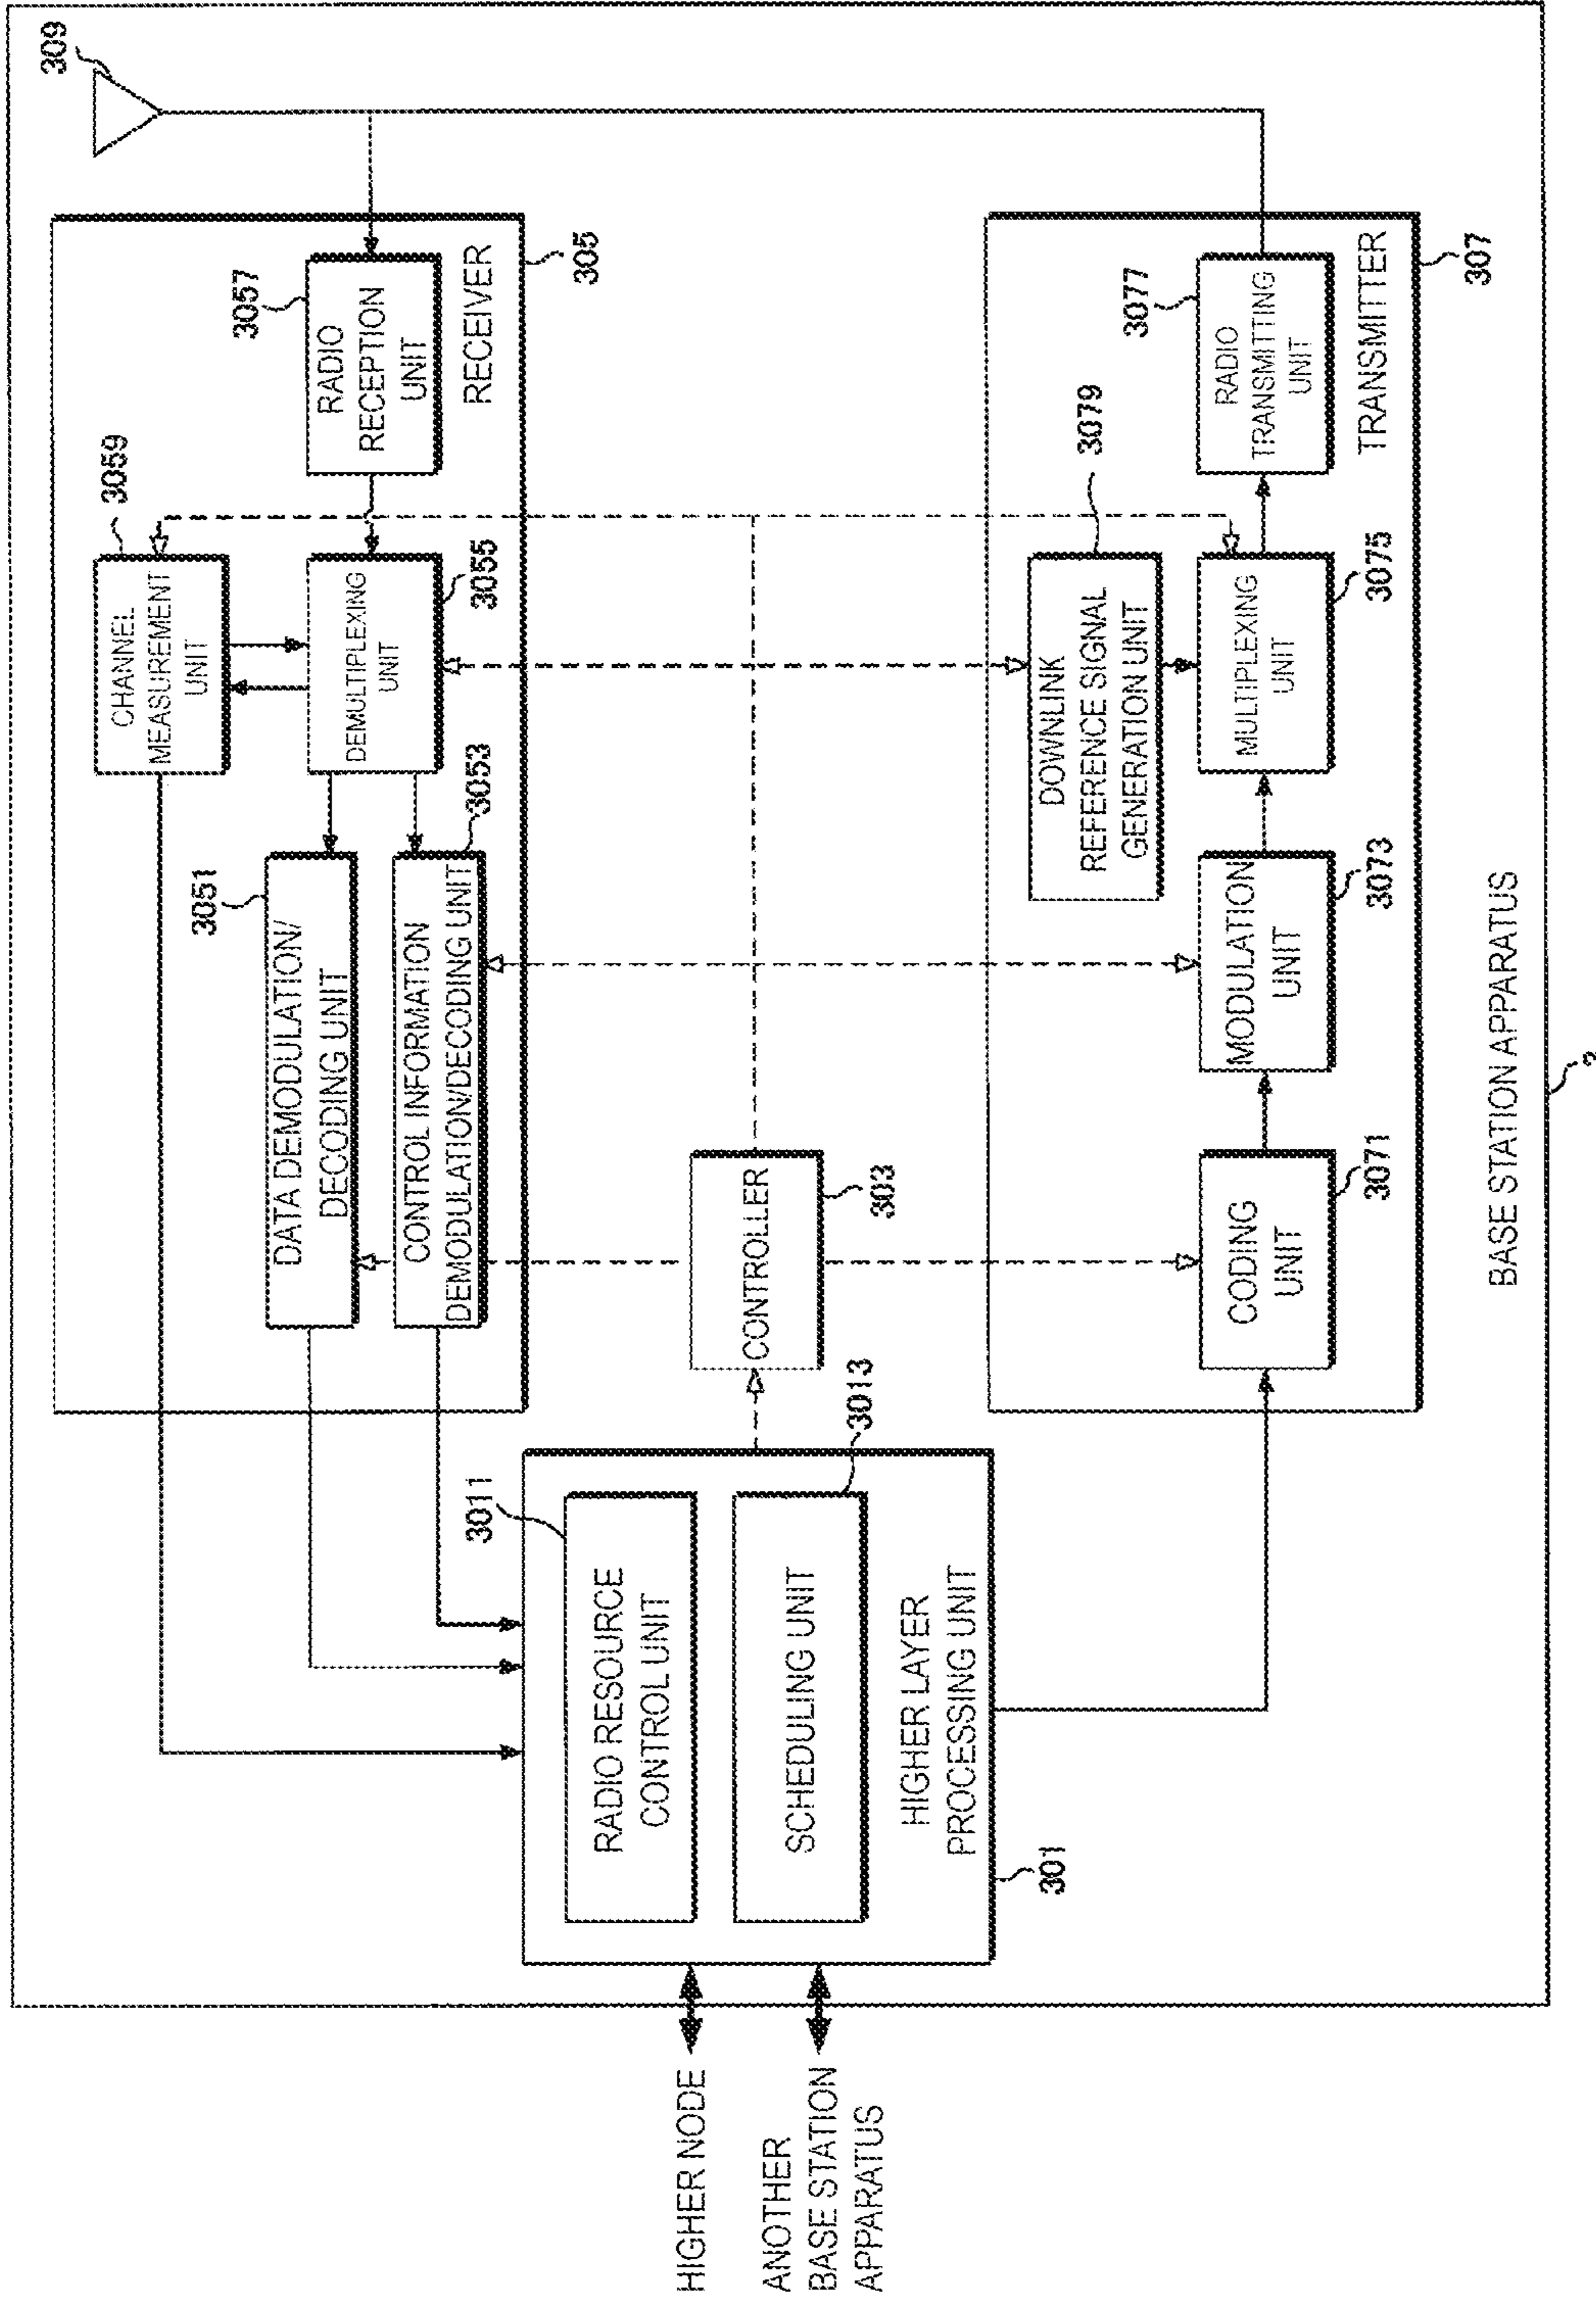 309
3059
CHANNEL
MEASUREMENT
UNIT
3051
DATA DEMODULATION/
DECODING UNIT
3057
RADIO
RECEPTION
UNIT
DEMULTIPLEXING
UNIT
3055
CONTROL INFORMATION
DEMODULATION/DECODING UNIT
3053
RECEIVER
305
3011
RADIO RESOURCE
CONTROL UNIT
HIGHER NODE
ANOTHER
BASE STATION
APPARATUS
SCHEDULING UNIT
3013
CONTROLLER
303
HIGHER LAYER
PROCESSING UNIT
301
DOWNLINK
REFERENCE SIGNAL
GENERATION UNIT
3079
3077
CODING
UNIT
3071
MODULATION
UNIT
3073
MULTIPLEXING
UNIT
3075
RADIO
TRANSMITTING
UNIT
TRANSMITTER
307
BASE STATION APPARATUS